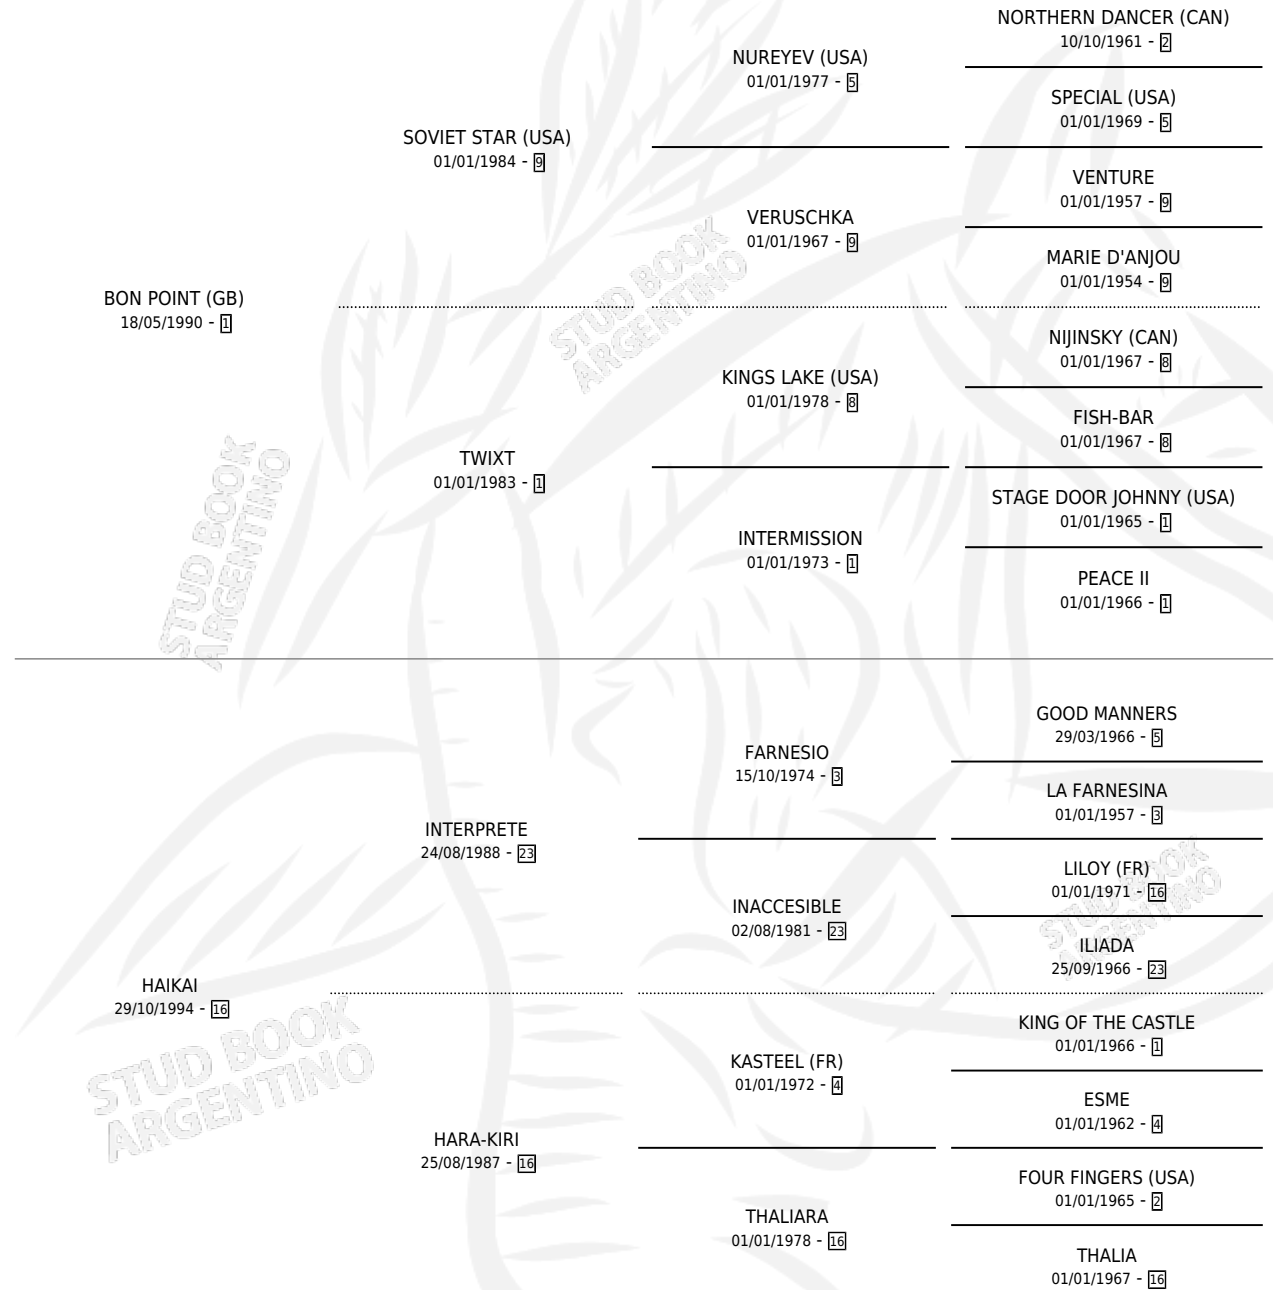 NORTHERN DANCER (CAN)
10/10/1961 - 2
NUREYEV (USA)
01/01/1977 - 5
SPECIAL (USA)
01/01/1969 - 5
SOVIET STAR (USA)
01/01/1984 - 9
VENTURE
01/01/1957 - 9
VERUSCHKA
01/01/1967 - 9
MARIE D'ANJOU
01/01/1954 - 9
BON POINT (GB)
18/05/1990 - 1
NIJINSKY (CAN)
01/01/1967 - 8
KINGS LAKE (USA)
01/01/1978 - 8
FISH-BAR
01/01/1967 - 8
TWIXT
01/01/1983 - 1
STAGE DOOR JOHNNY (USA)
01/01/1965 - 1
INTERMISSION
01/01/1973 - 1
PEACE II
01/01/1966 - 1
GOOD MANNERS
29/03/1966 - 5
FARNESIO
15/10/1974 - 3
LA FARNESINA
01/01/1957 - 3
INTERPRETE
24/08/1988 - 23
LILOY (FR)
01/01/1971 - 16
INACCESIBLE
02/08/1981 - 23
ILIADA
25/09/1966 - 23
HAIKAI
29/10/1994 - 16
KING OF THE CASTLE
01/01/1966 - 1
KASTEEL (FR)
01/01/1972 - 4
ESME
01/01/1962 - 4
HARA-KIRI
25/08/1987 - 16
FOUR FINGERS (USA)
01/01/1965 - 2
THALIARA
01/01/1978 - 16
THALIA
01/01/1967 - 16
STUD BOOK
ARGENTINO
STUD BOOK
ARGENTINO
STUD BOOK
ARGENTINO
STUD BOOK
ARGENTINO